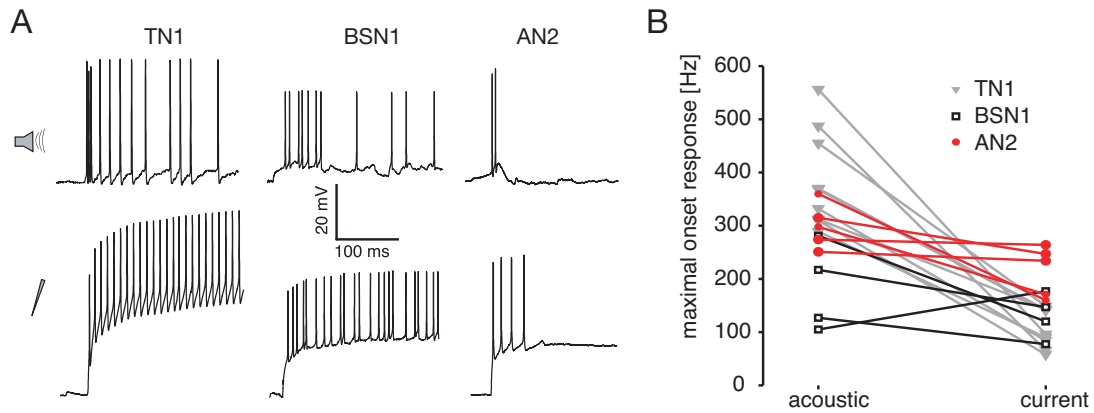 A
TN1
BSN1
AN2
20 mV
100 ms
B
maximal onset response [Hz]
600
500
400
300
200
100
0
TN1
BSN1
AN2
acoustic
current